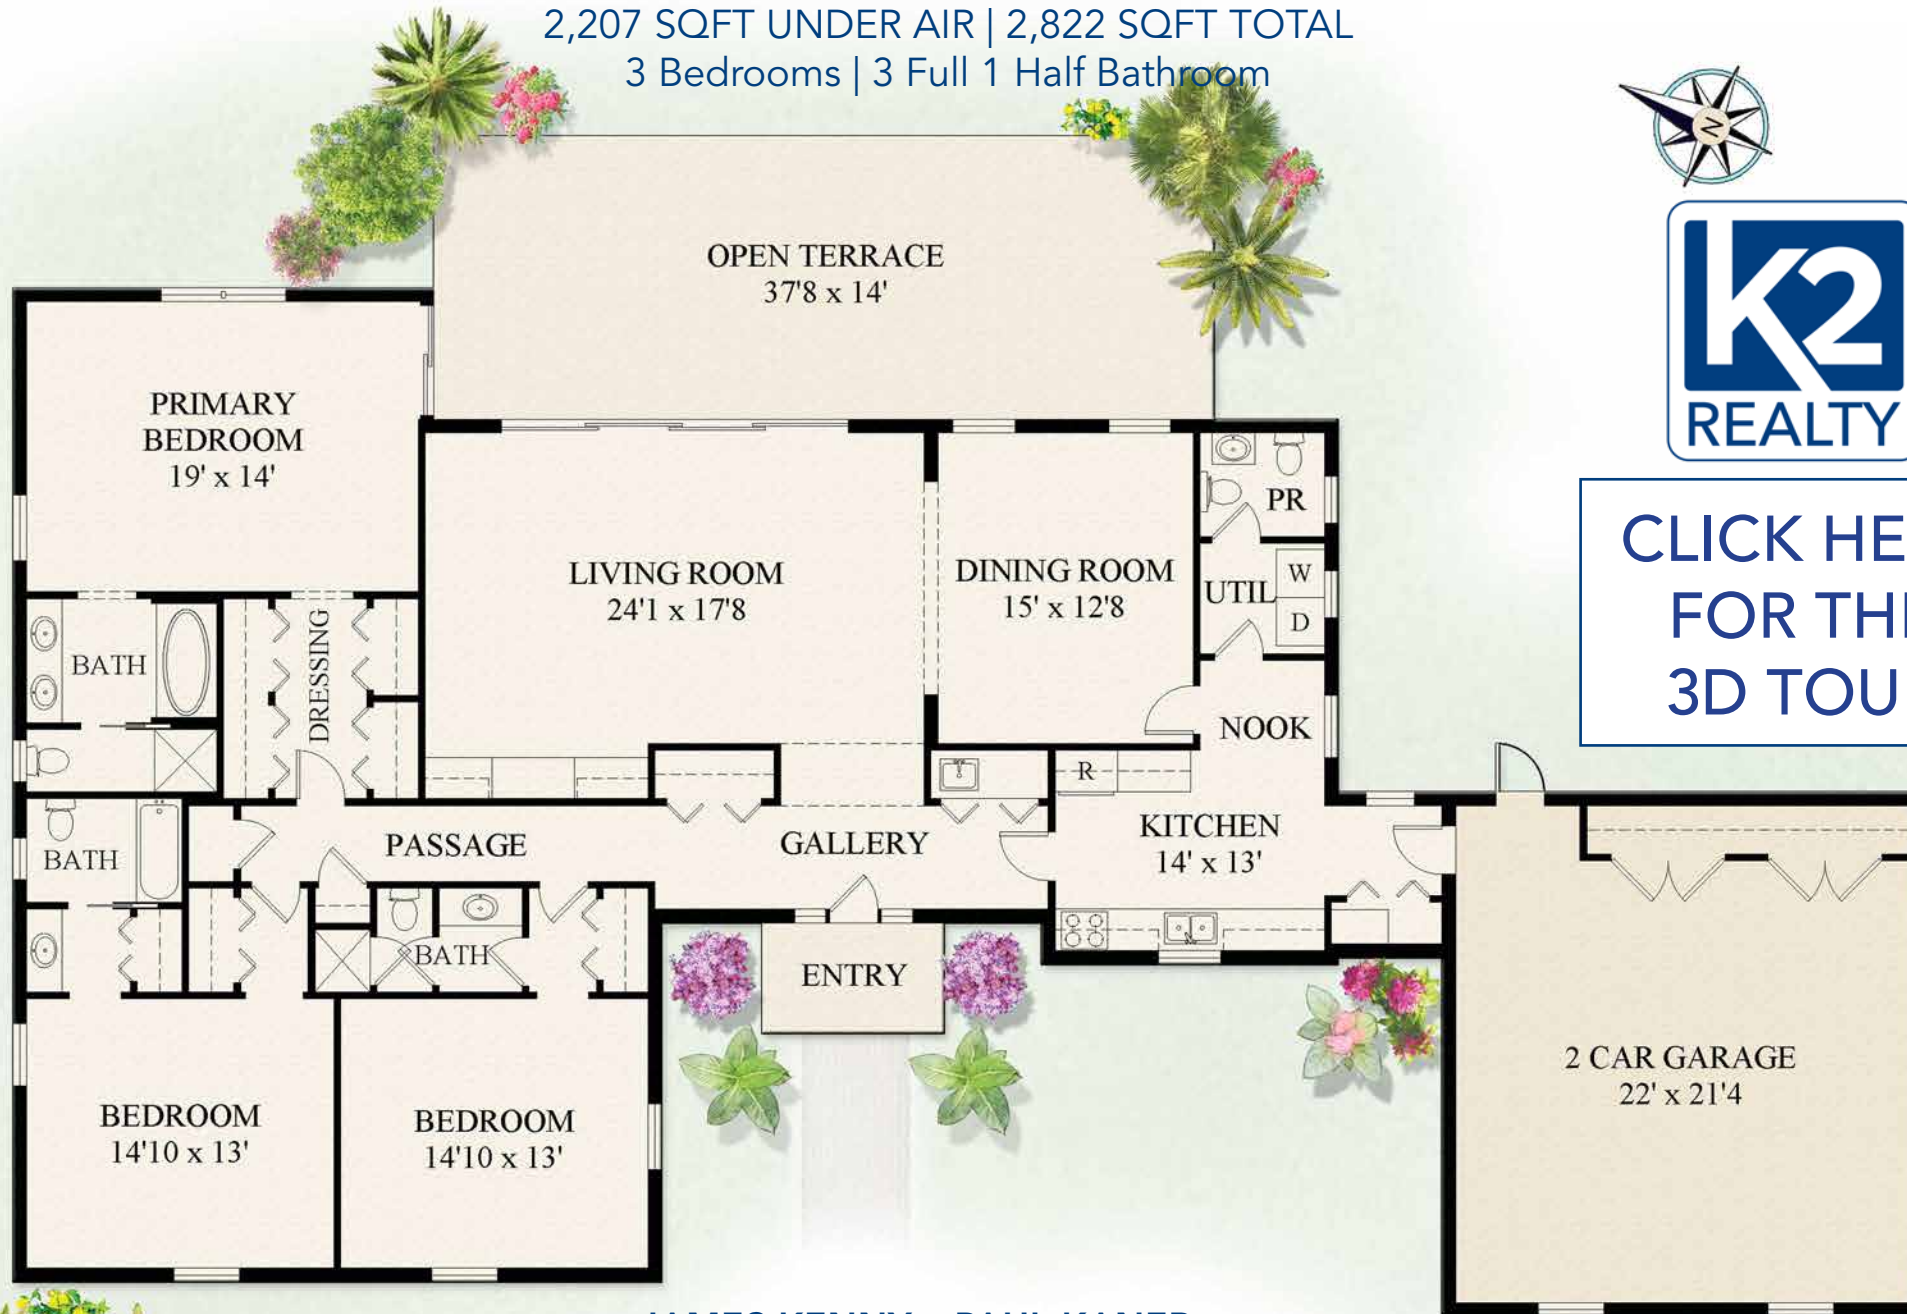 2,207 SQFT UNDER AIR | 2,822 SQFT TOTAL
3 Bedrooms | 3 Full 1 Half Bathroom
N
K2
REALTY
CLICK HE
FOR TH
3D TOU
OPEN TERRACE
37'8 x 14'
PRIMARY
BEDROOM
19' x 14'
LIVING ROOM
24'1 x 17'8
DINING ROOM
15' x 12'8
PR
UTIL
W
D
BATH
DRESSING
NOOK
R
BATH
PASSAGE
GALLERY
KITCHEN
14' x 13'
BATH
ENTRY
BEDROOM
14'10 x 13'
BEDROOM
14'10 x 13'
2 CAR GARAGE
22' x 21'4